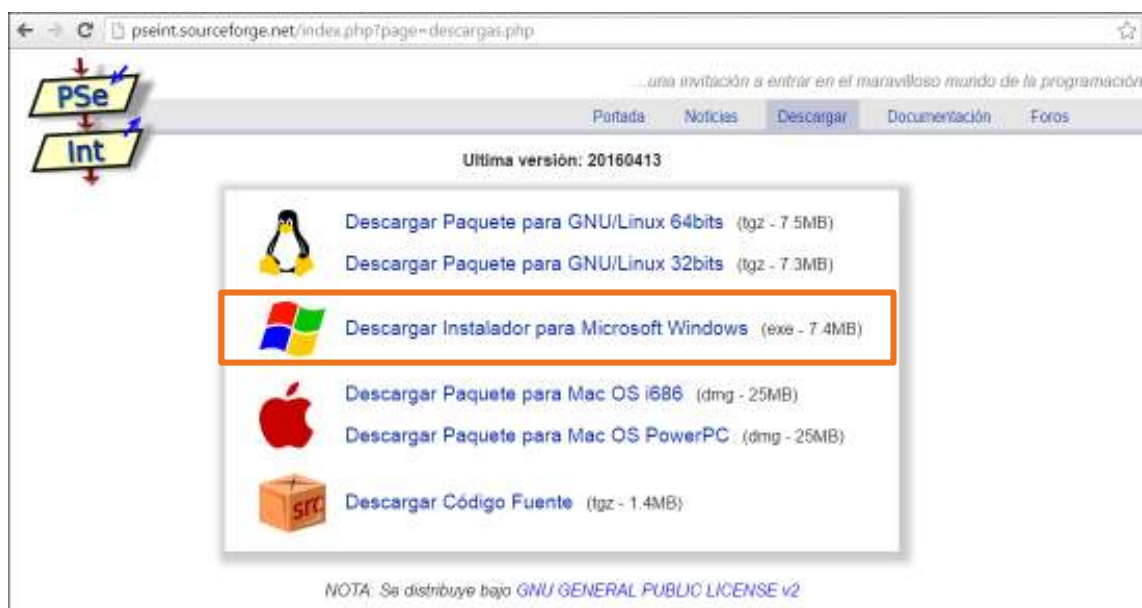 pseint.sourceforge.net/index.php?page=descargas.php
PSe
Int
...una invitación a entrar en el maravilloso mundo de la programación
Portada Noticias Descargar Documentación Foros
Ultima versión: 20160413
Descargar Paquete para GNU/Linux 64bits (tgz - 7.5MB)
Descargar Paquete para GNU/Linux 32bits (tgz - 7.3MB)
Descargar Instalador para Microsoft Windows (exe - 7.4MB)
Descargar Paquete para Mac OS i686 (dmg - 25MB)
Descargar Paquete para Mac OS PowerPC (dmg - 25MB)
src
Descargar Código Fuente (tgz - 1.4MB)
NOTA: Se distribuye bajo GNU GENERAL PUBLIC LICENSE v2